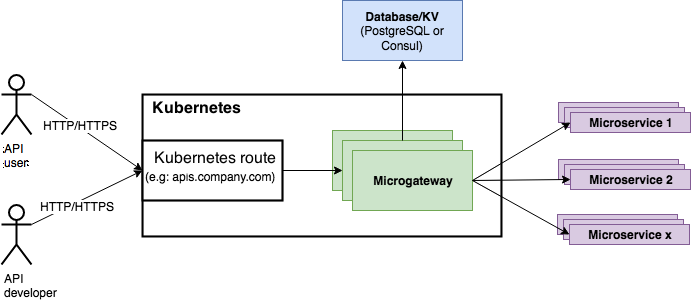 Database/KV
(PostgreSQL or
Consul)
Kubernetes
HTTP/HTTPS
API
user
Kubernetes route
(e.g: apis.company.com)
Microgateway
Microservice 1
Microservice 2
Microservice x
HTTP/HTTPS
API
developer